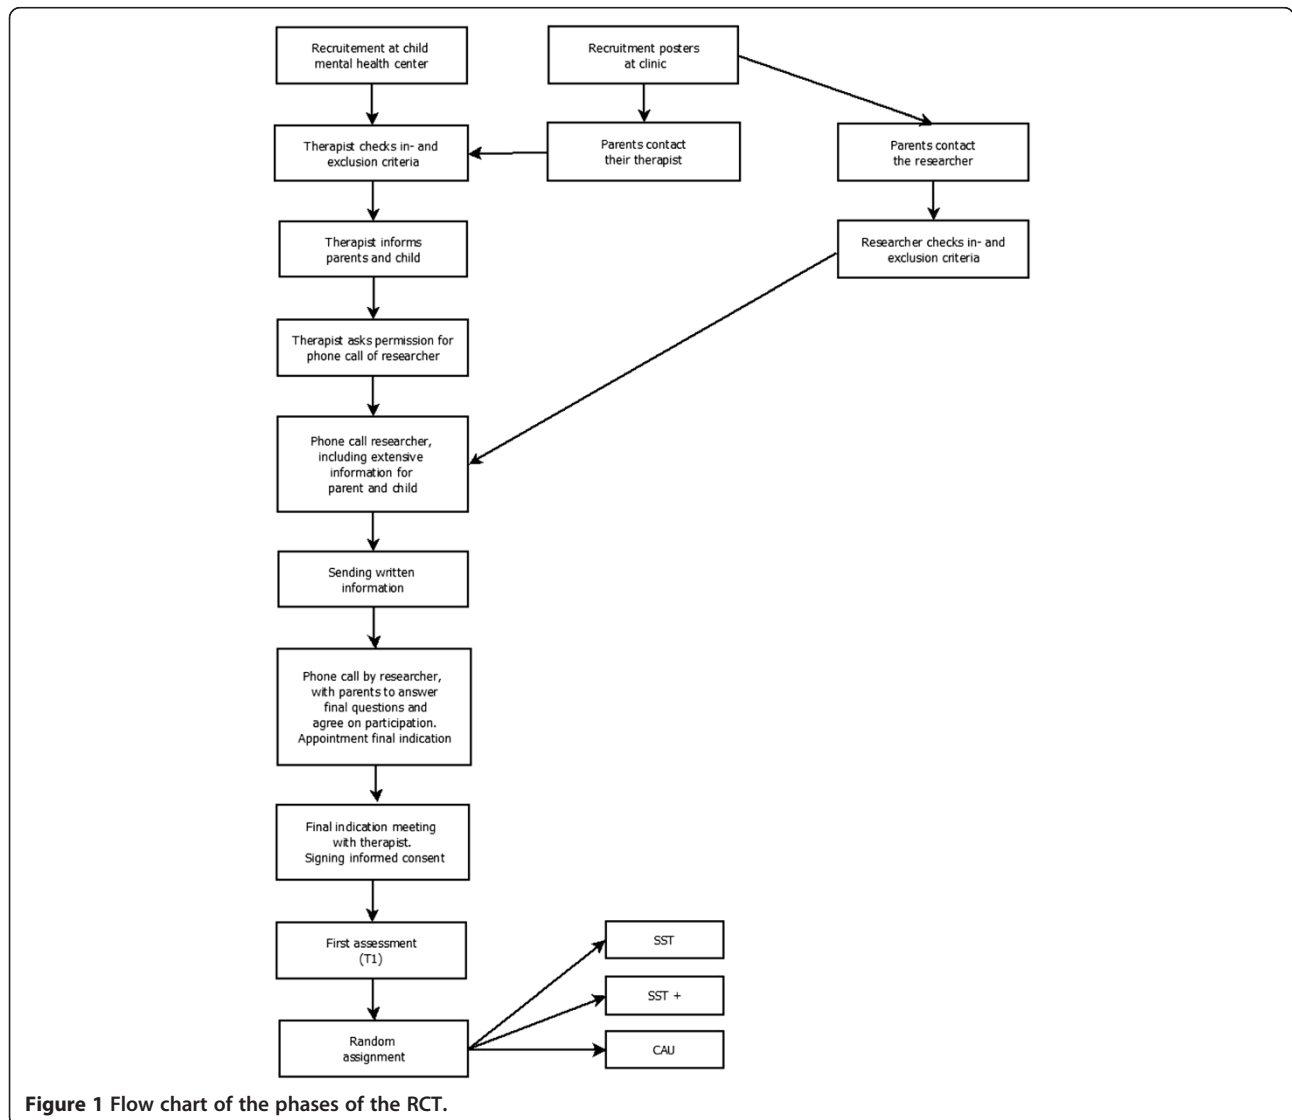 Recruitement at child
mental health center
Recruitment posters
at clinic
Therapist checks in- and
exclusion criteria
Parents contact
their therapist
Parents contact
the researcher
Therapist informs
parents and child
Researcher checks in- and
exclusion criteria
Therapist asks permission for
phone call of researcher
Phone call researcher,
including extensive
information for
parent and child
Sending written
information
Phone call by researcher,
with parents to answer
final questions and
agree on participation.
Appointment final indication
Final indication meeting
with therapist.
Signing informed consent
First assessment
(T1)
SST
SST +
Random
assignment
CAU
Figure 1 Flow chart of the phases of the RCT.